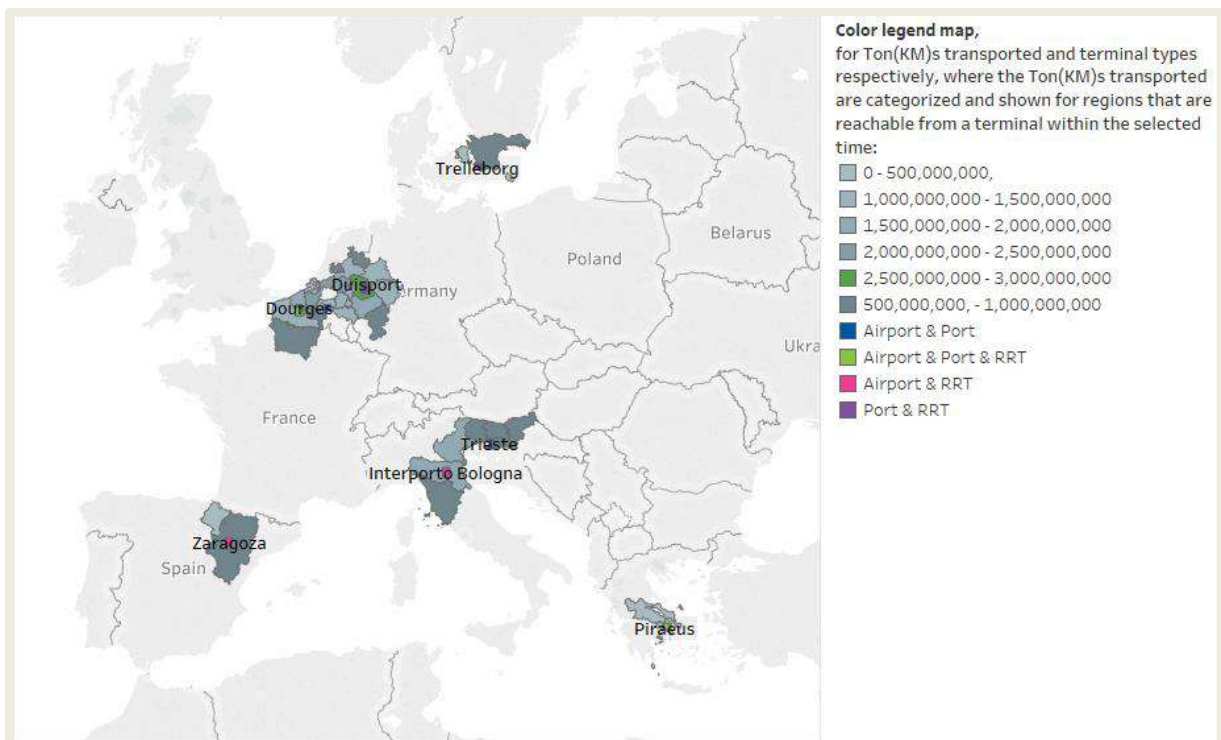 Trelleborg
Belarus
Poland
Duisport
ermany
Dourges
Ukra
France
Trieste
Interporto Bologna
Zaragoza
Spain
Piraeus
Color legend map,
for Ton(KM)s transported and terminal types
respectively, where the Ton(KM)s transported
are categorized and shown for regions that are
reachable from a terminal within the selected
time:
0 - 500,000,000,
1,000,000,000 - 1,500,000,000
1,500,000,000 - 2,000,000,000
2,000,000,000 - 2,500,000,000
2,500,000,000 - 3,000,000,000
500,000,000, - 1,000,000,000
Airport & Port
Airport & Port & RRT
Airport & RRT
Port & RRT